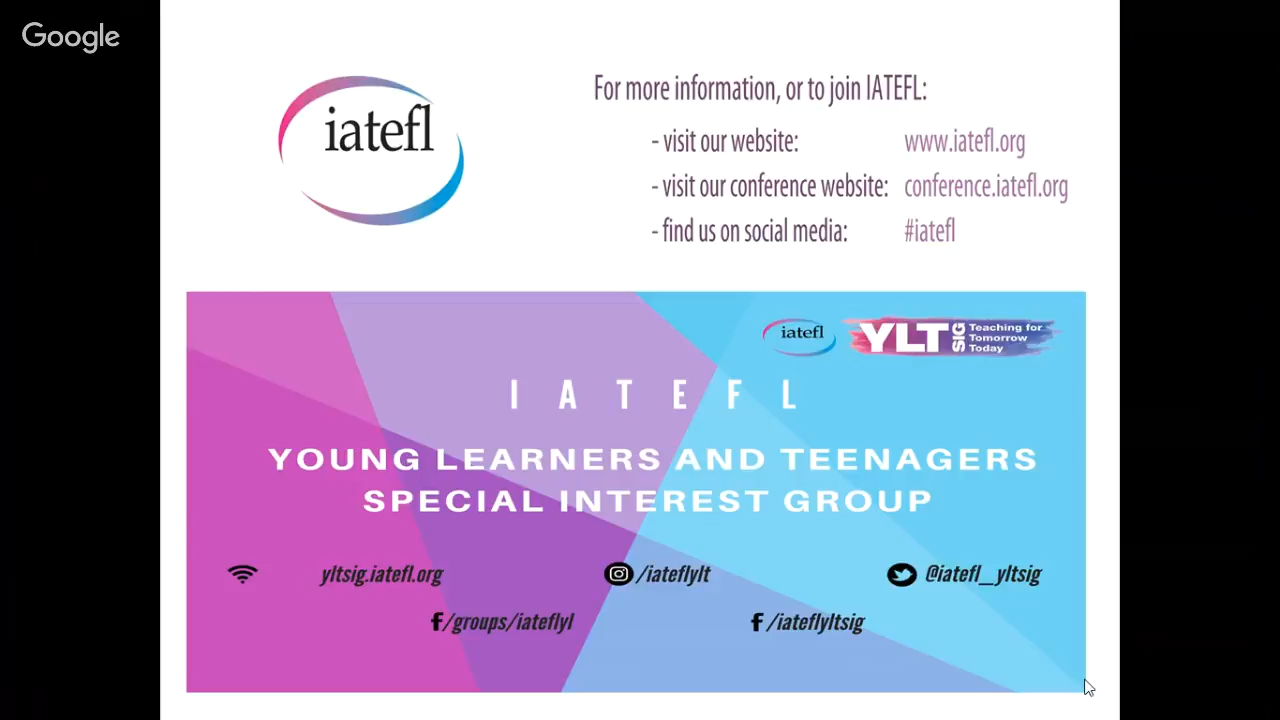 Google
iatefl
For more information, or to join IATEFL:
- visit our website: www.iatefl.org
- visit our conference website: conference.iatefl.org
- find us on social media: #iatefl
iatefl YLT SIG Teaching for
Tomorrow
Today
IATEFL
YOUNG LEARNERS AND TEENAGERS
SPECIAL INTEREST GROUP
yltsig.iatefl.org /iateflylt @iatefl_yltsig
f/groups/iateflyl f/iateflyltsig